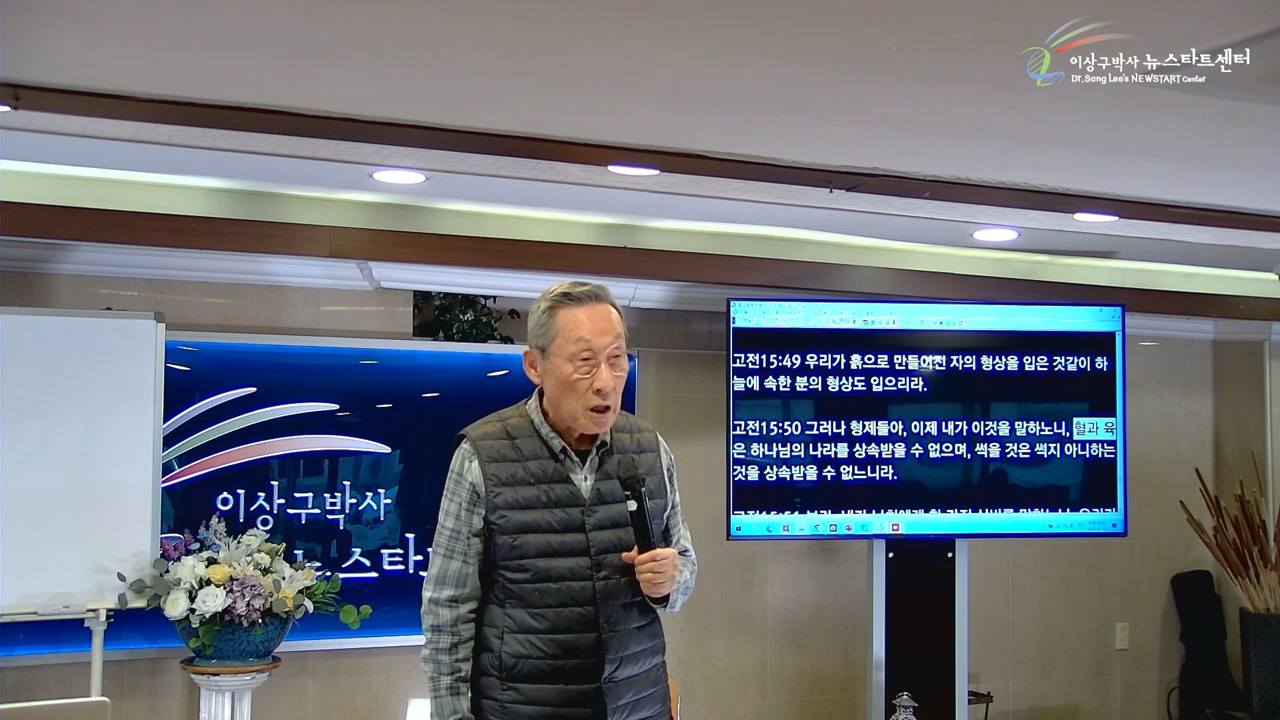 이상구박사 뉴스타트센터
Dr. Sang Lee's NEWSTART Center
고전15:49 우리가 흙으로 만들어진 자의 형상을 입은 것같이 하
늘에 속한 분의 형상도 입으리라.
고전15:50 그러나 형제들아, 이제 내가 이것을 말하노니, 혈과 육
은 하나님의 나라를 상속받을 수 없으며, 썩을 것은 썩지 아니하는
것을 상속받을 수 없느니라.
이상구박사
뉴스타